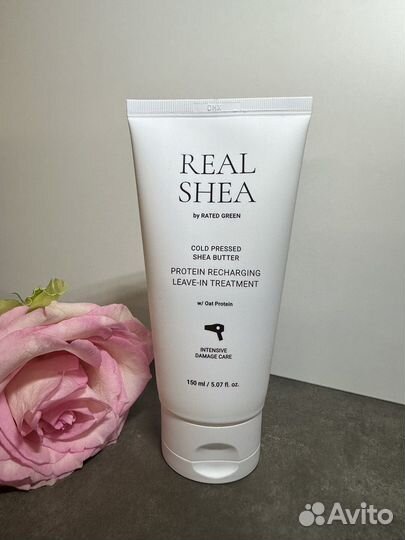 REAL
SHEA
by RATED GREEN
COLD PRESSED
SHEA BUTTER
PROTEIN RECHARGING
LEAVE-IN TREATMENT
w/ Oat Protein
INTENSIVE
DAMAGE CARE
150 ml / 5.07 fl. oz.
Avito